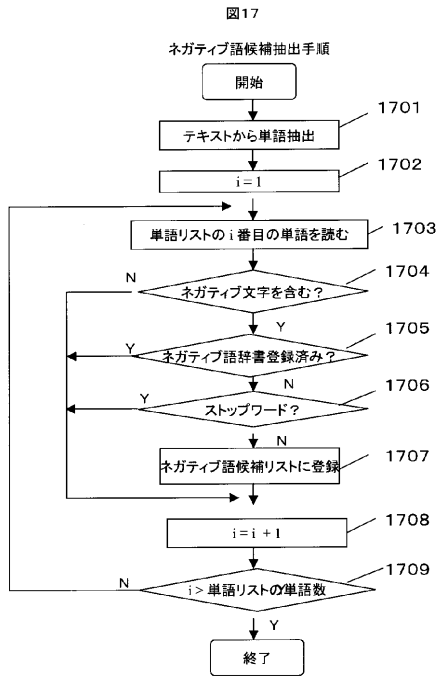 図17
ネガティブ語候補抽出手順
開始
テキストから単語抽出
1701
i=1
1702
単語リストの i 番目の単語を読む
1703
ネガティブ文字を含む？
1704
N
Y
ネガティブ語辞書登録済み？
1705
Y
N
ストップワード？
1706
Y
N
ネガティブ語候補リストに登録
1707
i=i +1
1708
i> 単語リストの単語数
1709
N
Y
終了